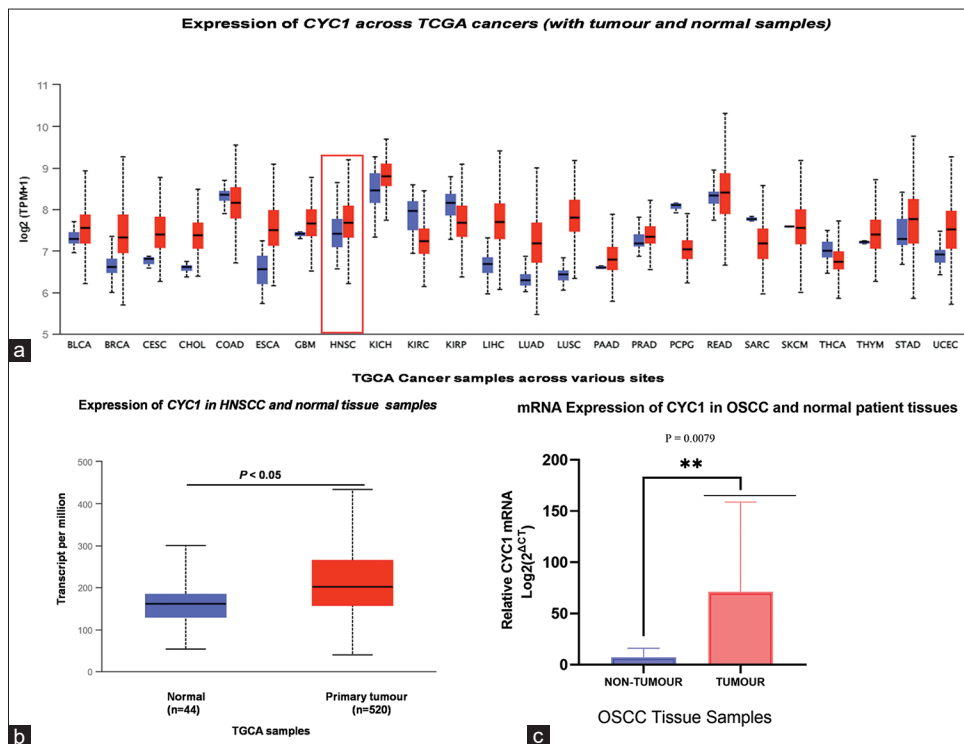 Expression of CYC1 across TCGA cancers (with tumour and normal samples)
log2 (TPM+1)
11
10
9
8
7
6
5
BLCA BRCA CESC CHOL COAD ESCA GBM HNSC KICH KIRC KIRP LIHC LUAD LUSC PAAD PRAD PCPG READ SARC SKCM THCA THYM STAD UCEC
a
TGCA Cancer samples across various sites
Expression of CYC1 in HNSCC and normal tissue samples
P < 0.05
Transcript per million
500
400
300
200
100
0
Normal Primary tumour
(n=44) (n=520)
TGCA samples
b
mRNA Expression of CYC1 in OSCC and normal patient tissues
P = 0.0079
**
Relative CYC1 mRNA
Log2(2^ΔCT)
200
150
100
50
0
NON-TUMOUR TUMOUR
OSCC Tissue Samples
c